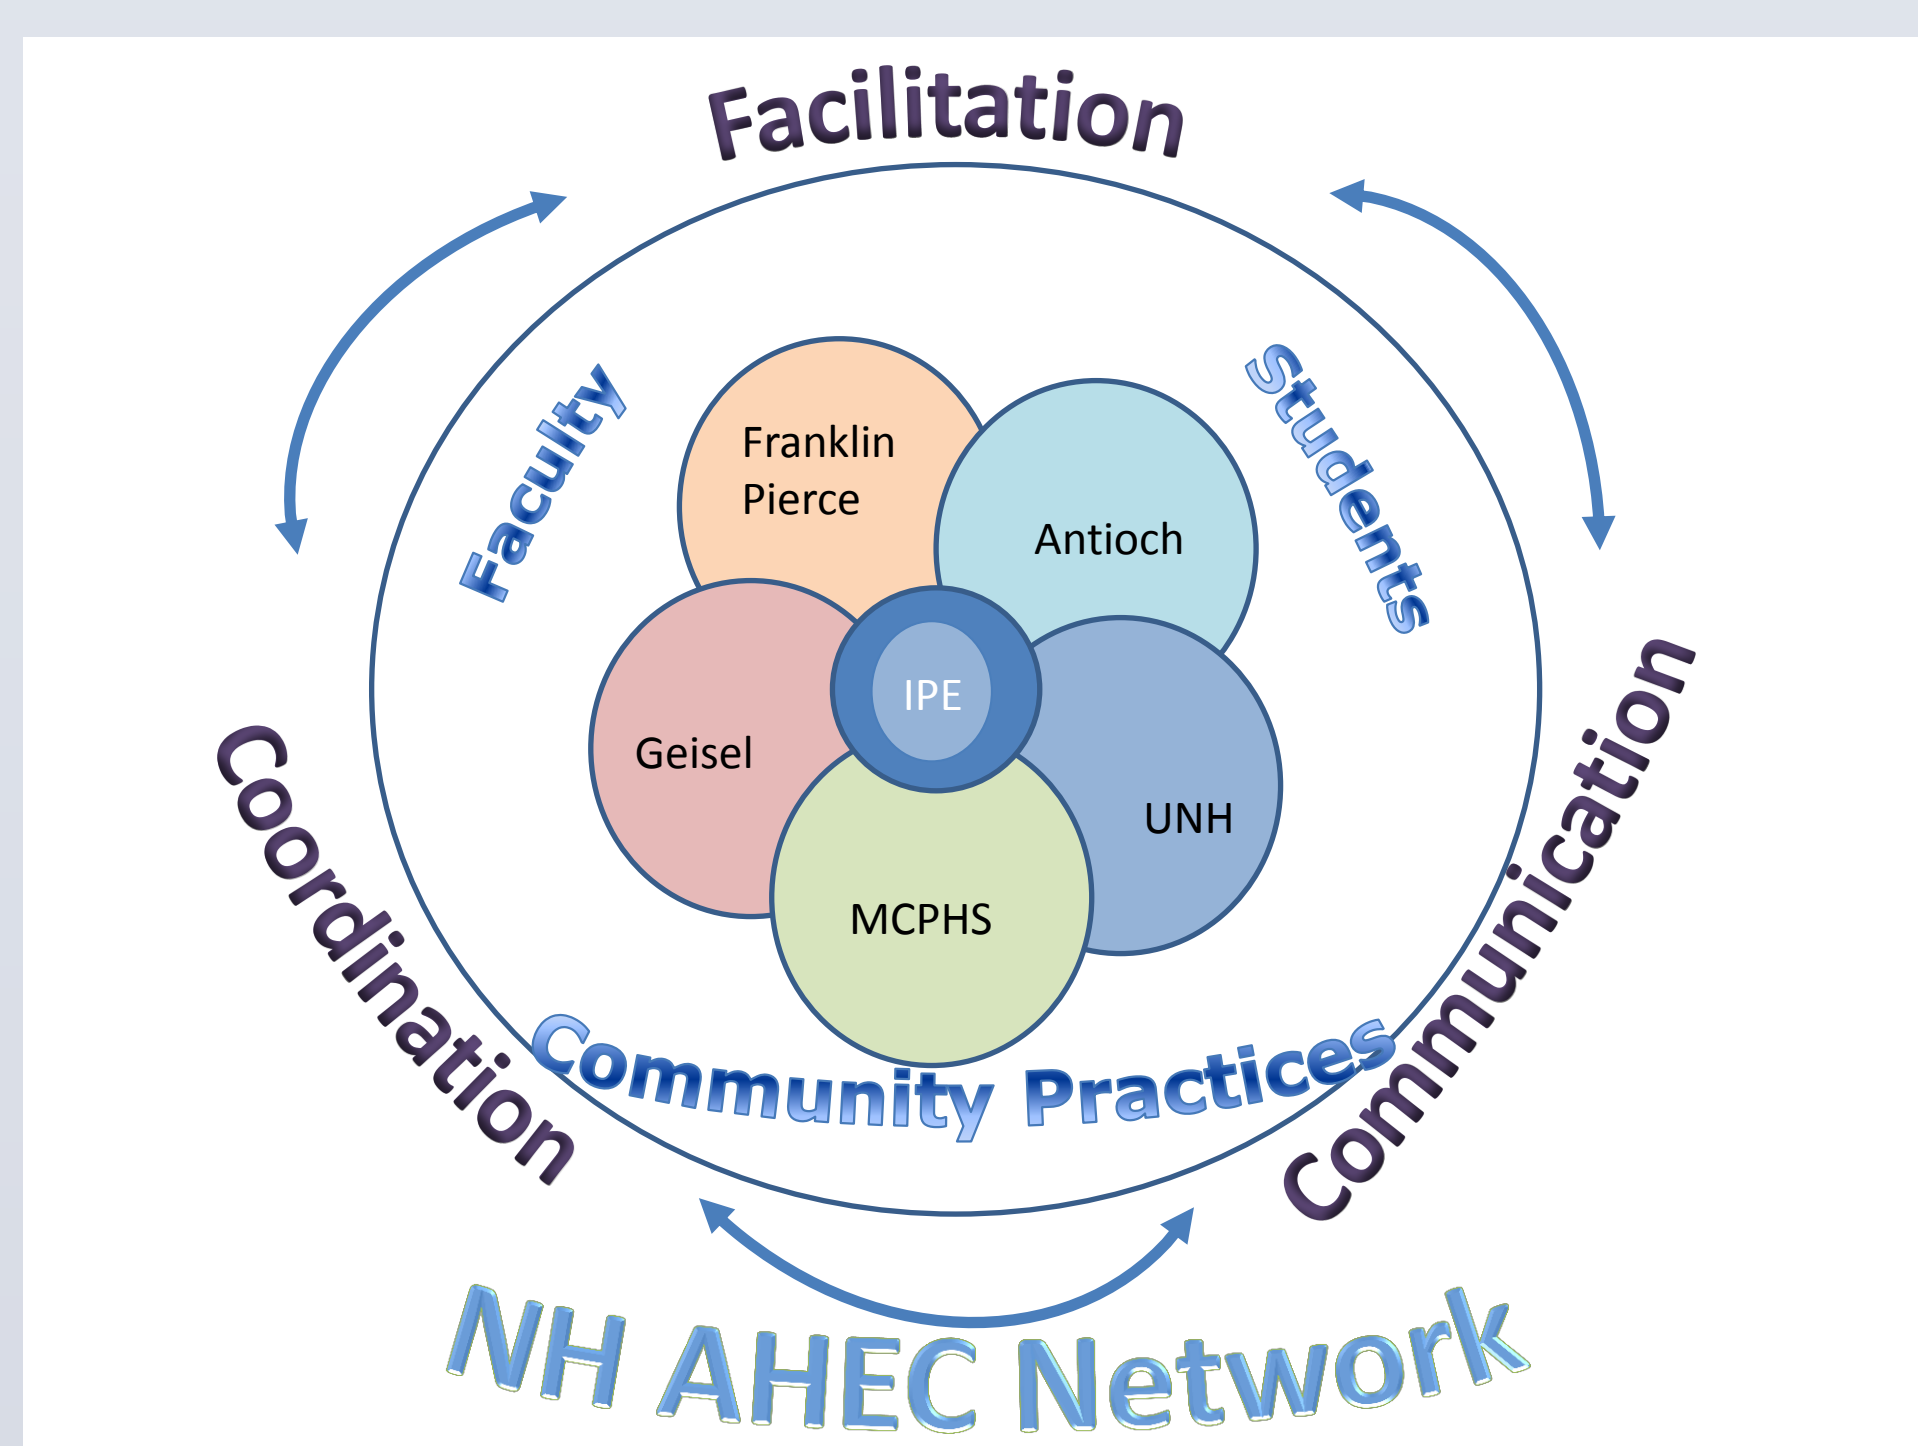 Facilitation
Faculty
Students
Franklin
Pierce
Antioch
IPE
Geisel
UNH
MCPHS
Coordination
Communication
Community Practices
NH AHEC Network